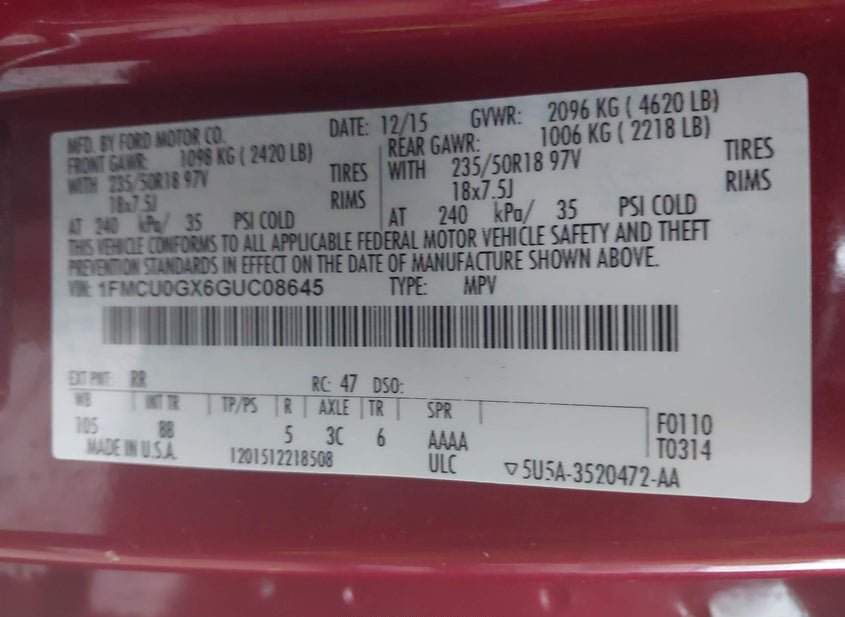 MFD. BY FORD MOTOR CO. DATE: 12/15 GVWR: 2096 KG ( 4620 LB)
FRONT GAWR: 1098 KG ( 2420 LB) REAR GAWR: 1006 KG ( 2218 LB)
WITH 235/50R18 97V TIRES WITH 235/50R18 97V TIRES
18x7.5J RIMS 18x7.5J RIMS
AT 240 kPa/ 35 PSI COLD AT 240 kPa/ 35 PSI COLD
THIS VEHICLE CONFORMS TO ALL APPLICABLE FEDERAL MOTOR VEHICLE SAFETY AND THEFT
PREVENTION STANDARDS IN EFFECT ON THE DATE OF MANUFACTURE SHOWN ABOVE.
VIN: 1FMCU0GX6GUC08645 TYPE: MPV
EXT PNT: RR RC: 47 DSO:
WB INT TR TP/PS R AXLE TR SPR F0110
105 88 5 3C 6 AAAA T0314
MADE IN U.S.A. 1201512218508 ULC ▽5U5A-3520472-AA